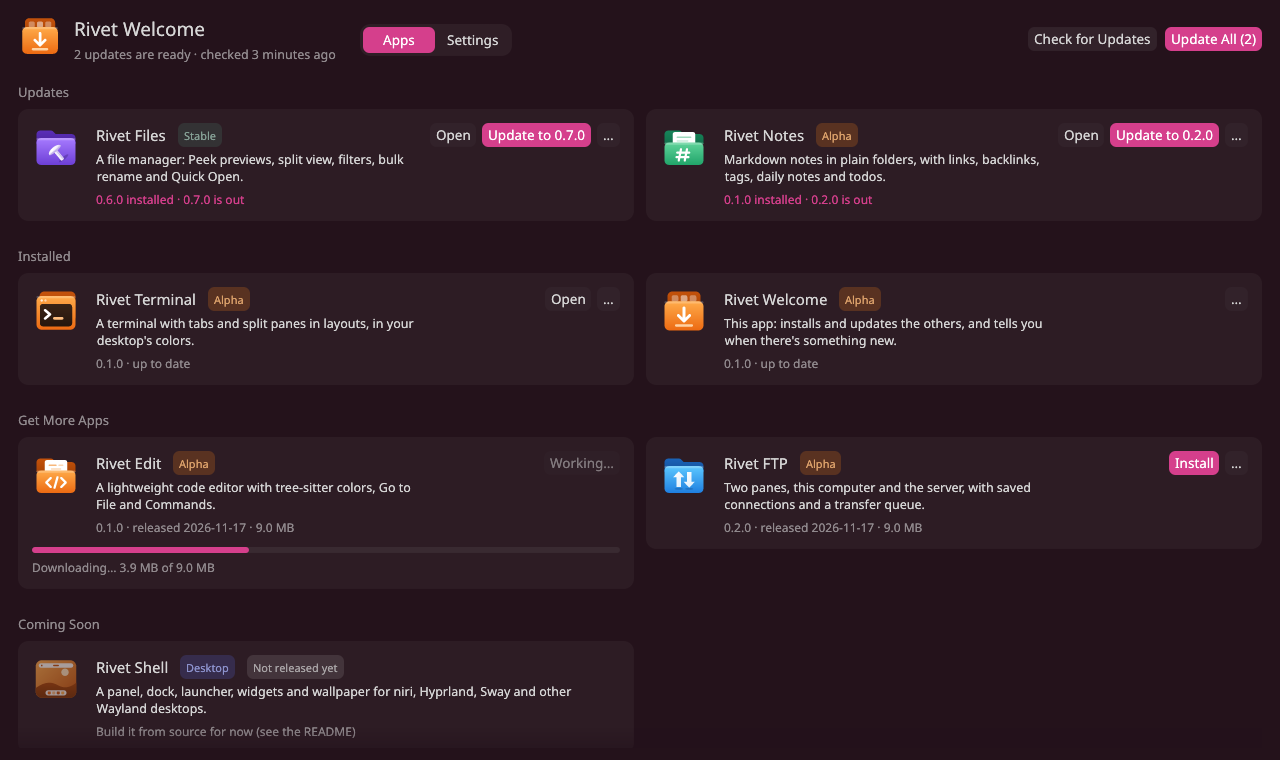 Rivet Welcome
2 updates are ready · checked 3 minutes ago
Apps
Settings
Check for Updates
Update All (2)
Updates
Rivet Files
Stable
Open
Update to 0.7.0
...
A file manager: Peek previews, split view, filters, bulk
rename and Quick Open.
0.6.0 installed · 0.7.0 is out
Rivet Notes
Alpha
Open
Update to 0.2.0
...
Markdown notes in plain folders, with links, backlinks,
tags, daily notes and todos.
0.1.0 installed · 0.2.0 is out
Installed
Rivet Terminal
Alpha
Open
...
A terminal with tabs and split panes in layouts, in your
desktop's colors.
0.1.0 · up to date
Rivet Welcome
Alpha
...
This app: installs and updates the others, and tells you
when there's something new.
0.1.0 · up to date
Get More Apps
Rivet Edit
Alpha
Working...
A lightweight code editor with tree-sitter colors, Go to
File and Commands.
0.1.0 · released 2026-11-17 · 9.0 MB
Downloading... 3.9 MB of 9.0 MB
Rivet FTP
Alpha
Install
...
Two panes, this computer and the server, with saved
connections and a transfer queue.
0.2.0 · released 2026-11-17 · 9.0 MB
Coming Soon
Rivet Shell
Desktop
Not released yet
A panel, dock, launcher, widgets and wallpaper for niri, Hyprland, Sway and other
Wayland desktops.
Build it from source for now (see the README)